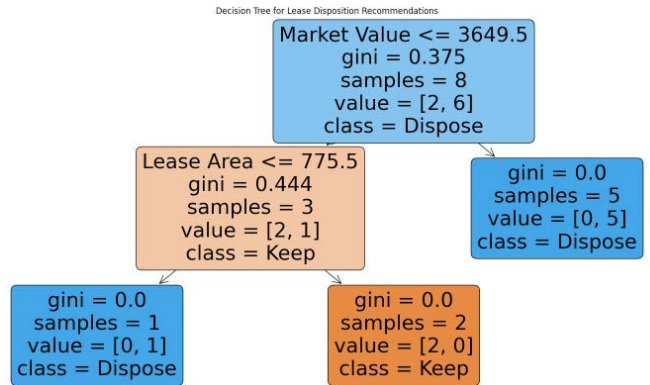 Decision Tree for Lease Disposition Recommendations
Market Value <= 3649.5
gini = 0.375
samples = 8
value = [2, 6]
class = Dispose
Lease Area <= 775.5
gini = 0.444
samples = 3
value = [2, 1]
class = Keep
gini = 0.0
samples = 5
value = [0, 5]
class = Dispose
gini = 0.0
samples = 1
value = [0, 1]
class = Dispose
gini = 0.0
samples = 2
value = [2, 0]
class = Keep